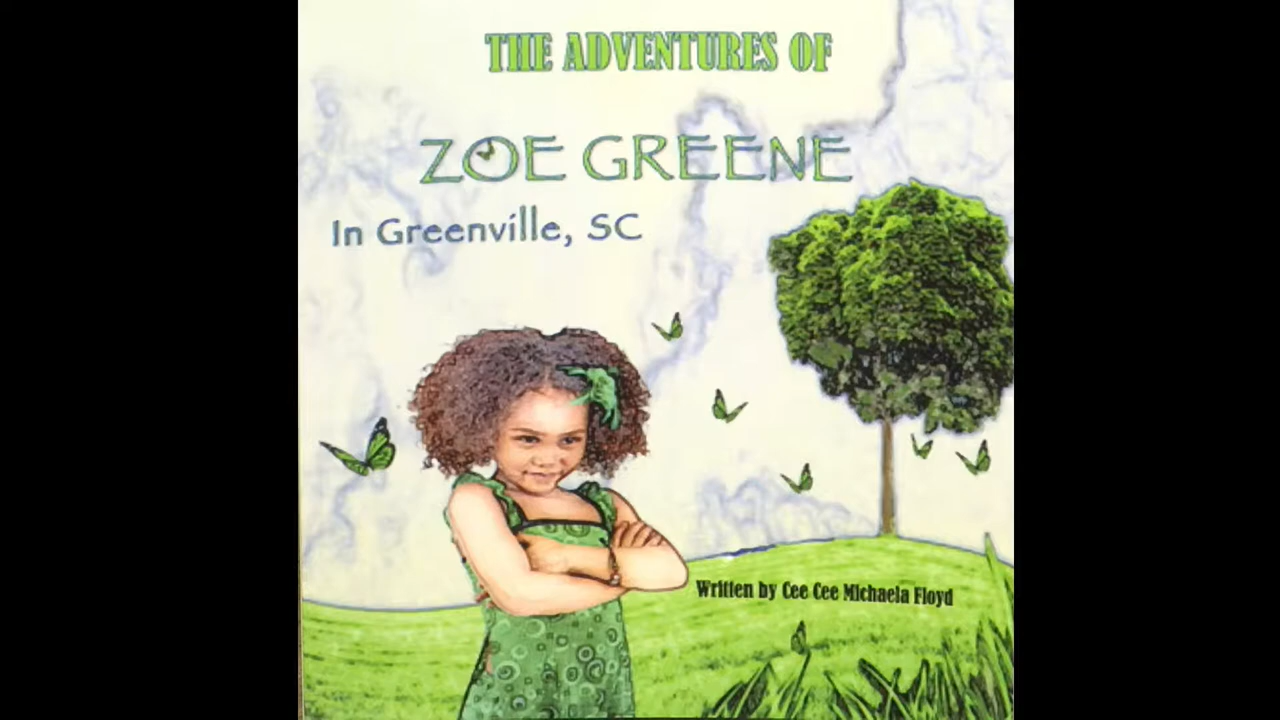 THE ADVENTURES OF
ZOE GREENE
In Greenville, SC
Written by Cee Cee Michaela Floyd